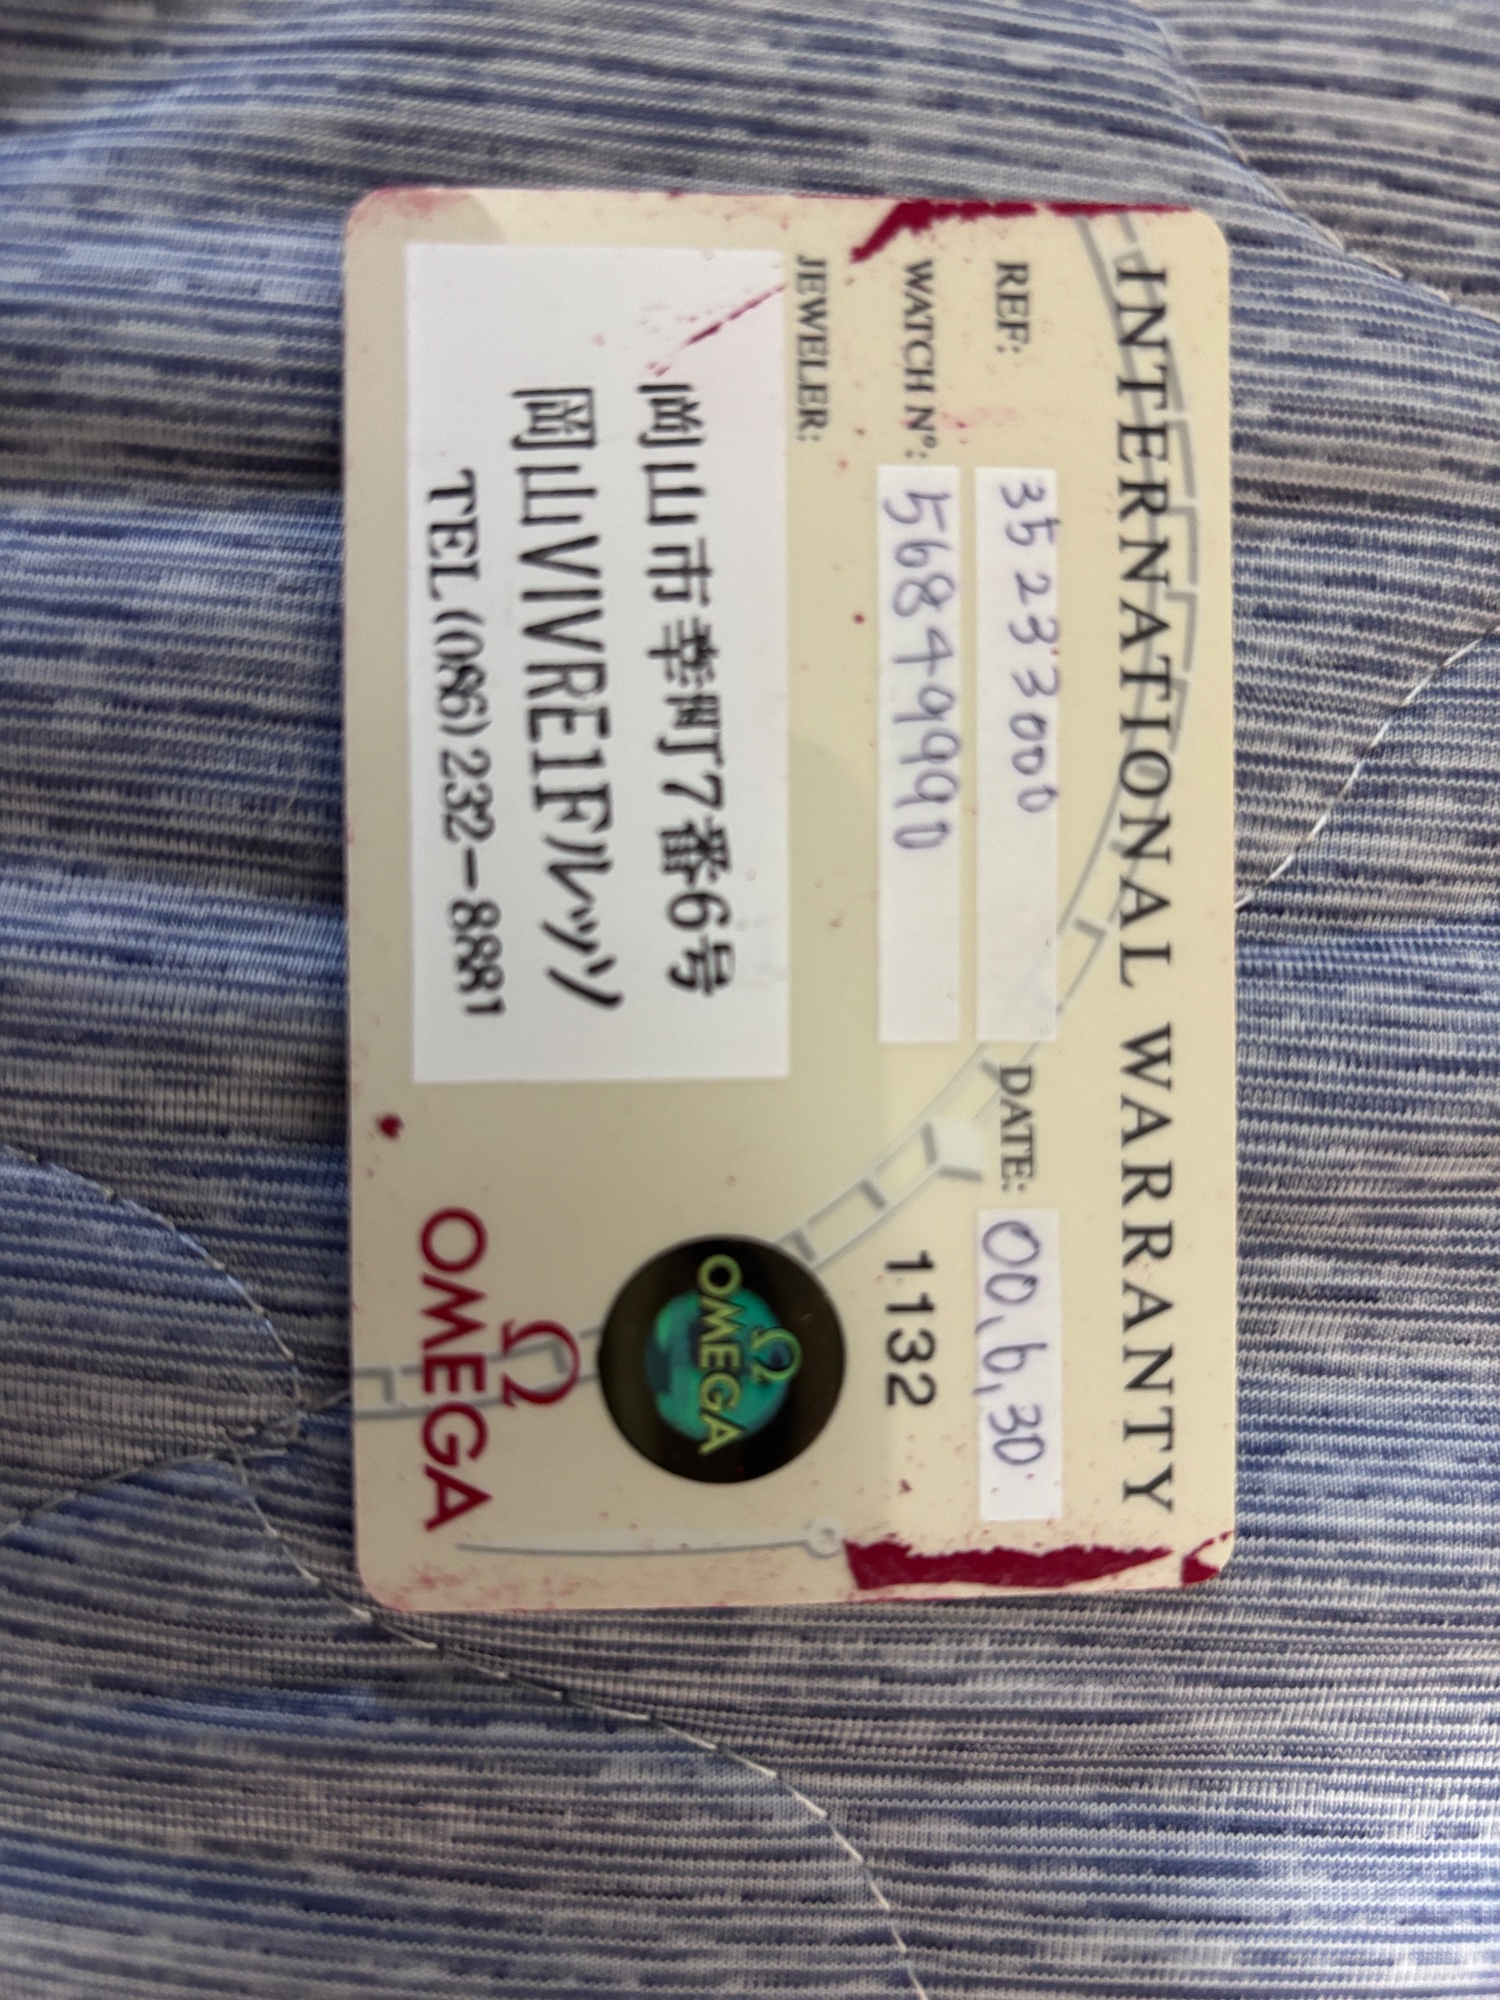 INTERNATIONAL WARRANTY
REF: 35233000 DATE: 00,6,30
WATCH N°: 56849990 1132
JEWELER:
岡山市幸町7番6号
岡山VIVRE1Fルッソ
TEL(086)232-8881
Ω
OMEGA
Ω
OMEGA